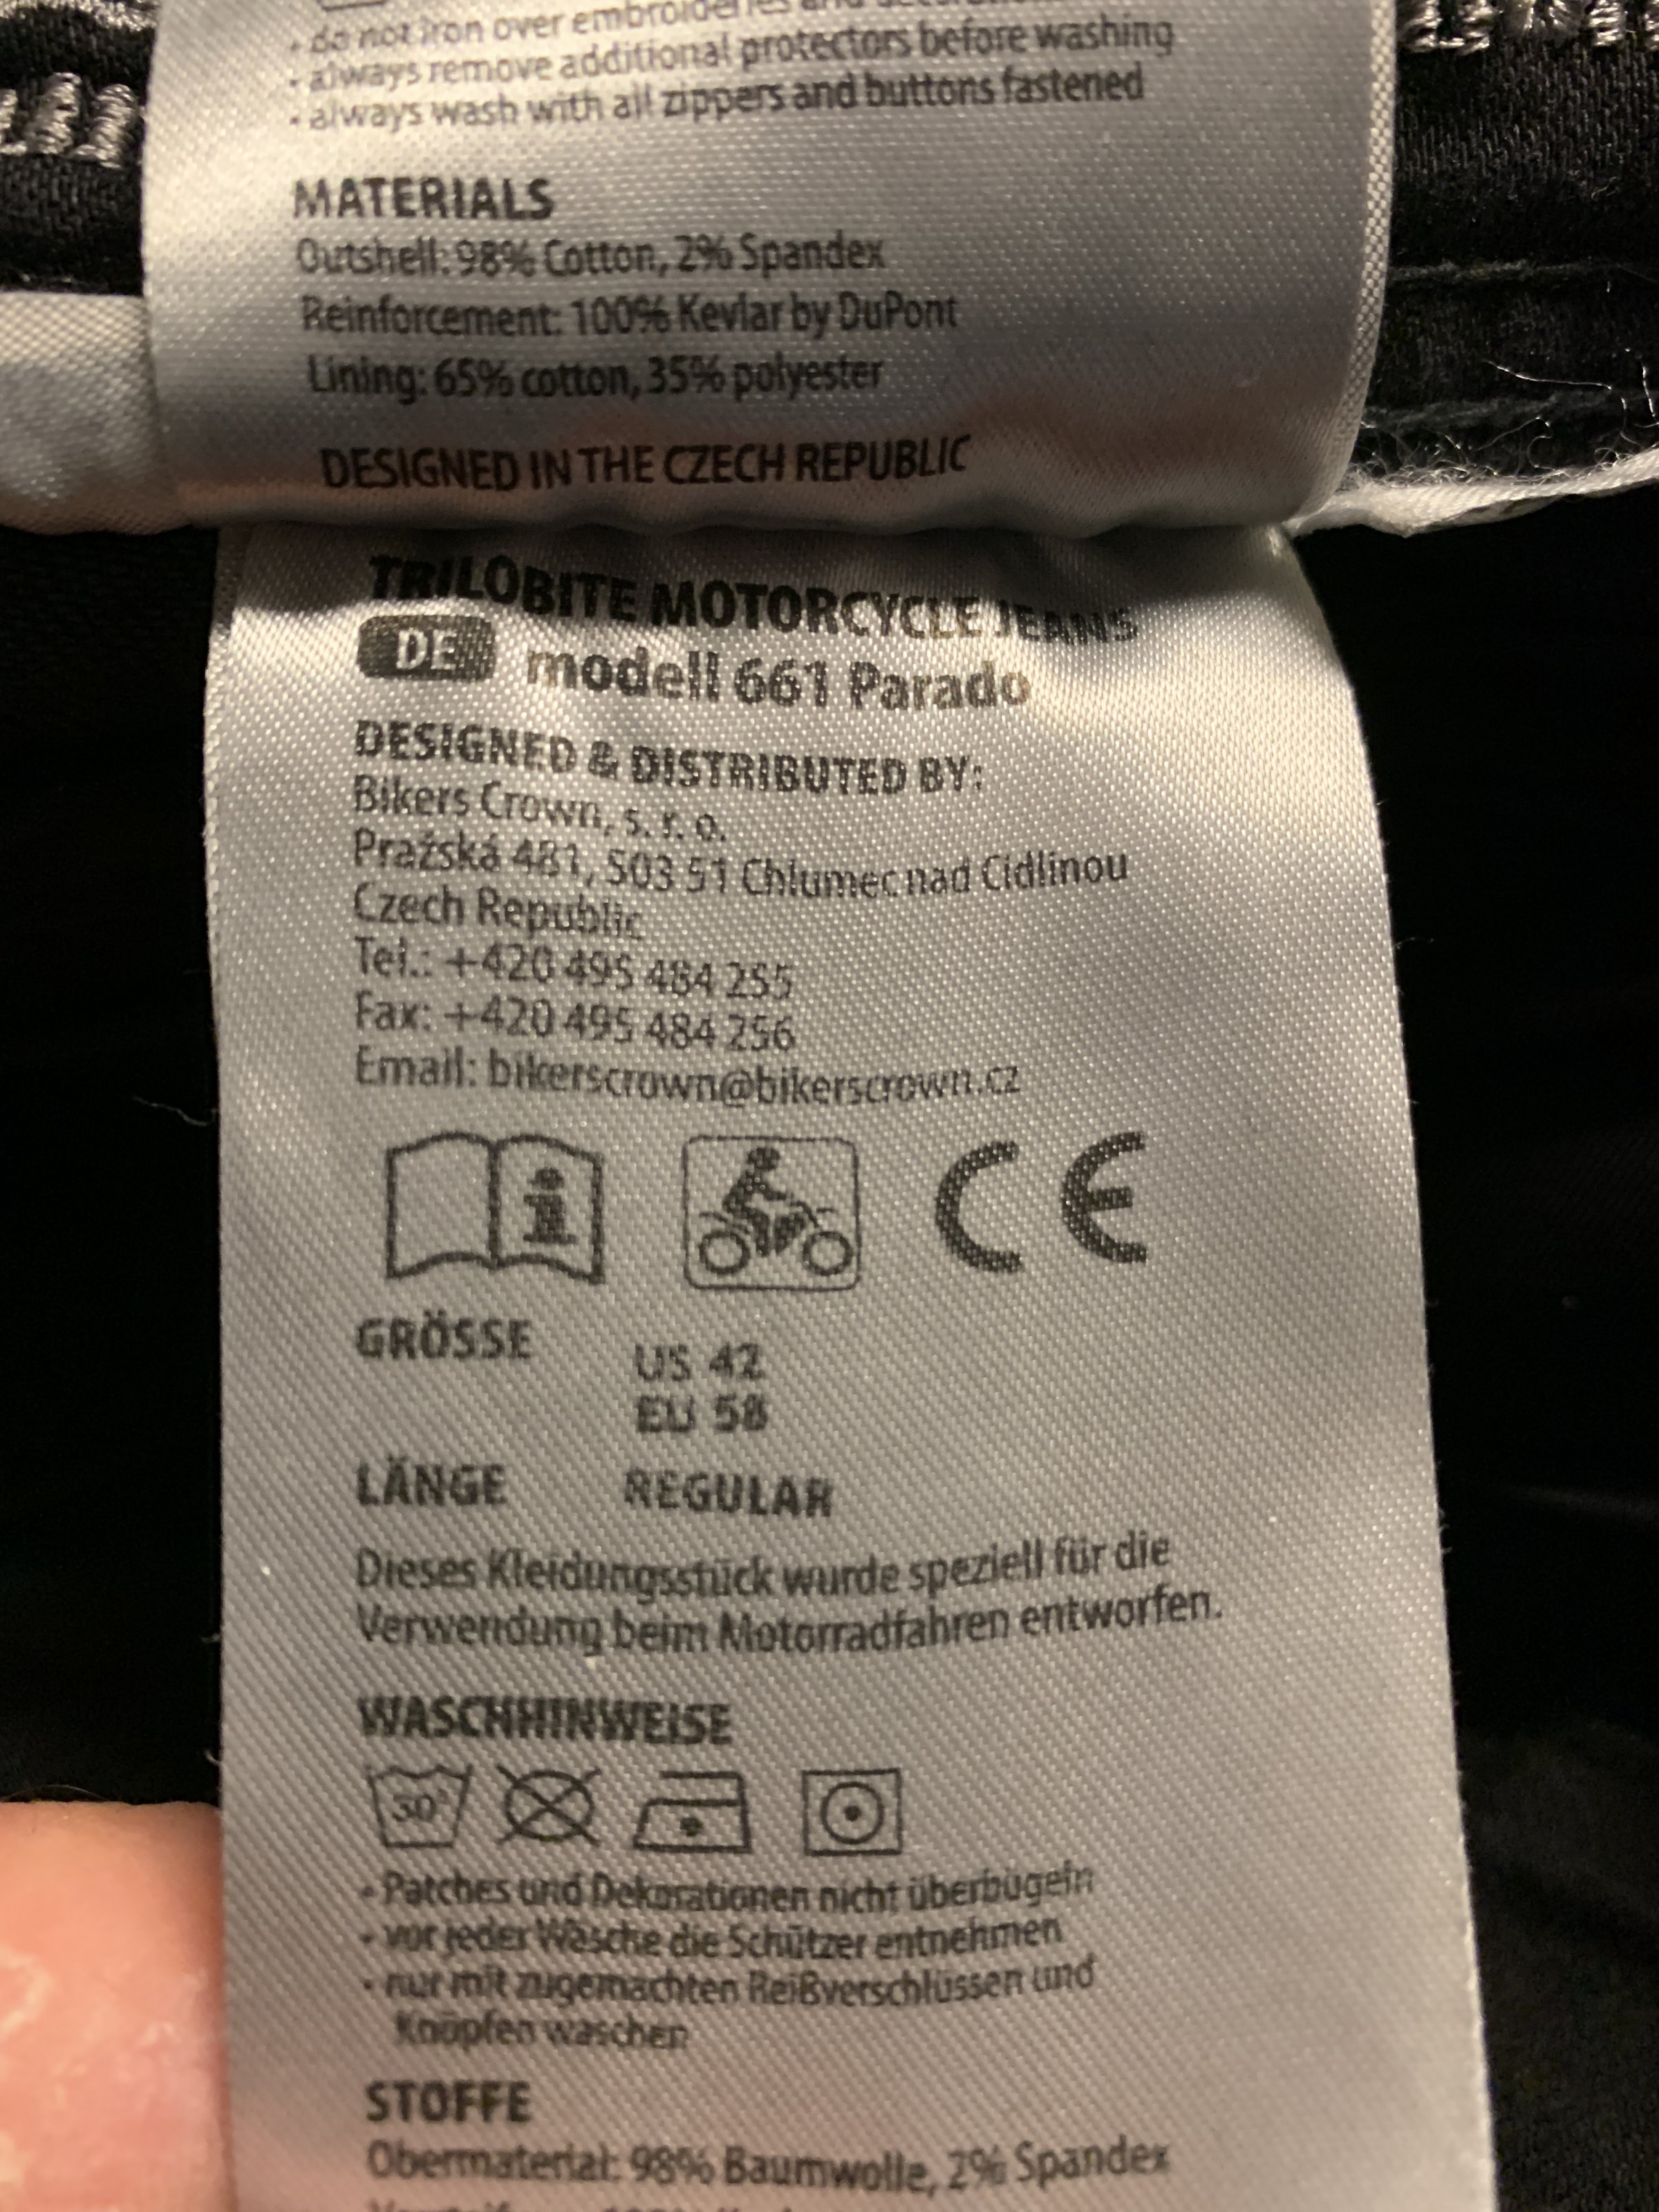 • do not iron over embroideries and
• always remove additional protectors before washing
• always wash with all zippers and buttons fastened
MATERIALS
Outshell: 98% Cotton, 2% Spandex
Reinforcement: 100% Kevlar by DuPont
Lining: 65% cotton, 35% polyester
DESIGNED IN THE CZECH REPUBLIC
TRILOBITE MOTORCYCLE JEANS
DE modell 661 Parado
DESIGNED & DISTRIBUTED BY:
Bikers Crown, s. r. o.
Pražská 481, 503 51 Chlumec nad Cidlinou
Czech Republic
Tel.: +420 495 484 255
Fax: +420 495 484 256
Email: bikerscrown@bikerscrown.cz
i CE
GRÖSSE US 42
EU 58
LÄNGE REGULAR
Dieses Kleidungsstück wurde speziell für die
Verwendung beim Motorradfahren entworfen.
WASCHHINWEISE
30°
• Patches und Dekorationen nicht überbügeln
• vor jeder Wäsche die Schützer entnehmen
• nur mit zugemachten Reißverschlüssen und
Knöpfen waschen
STOFFE
Obermaterial: 98% Baumwolle, 2% Spandex